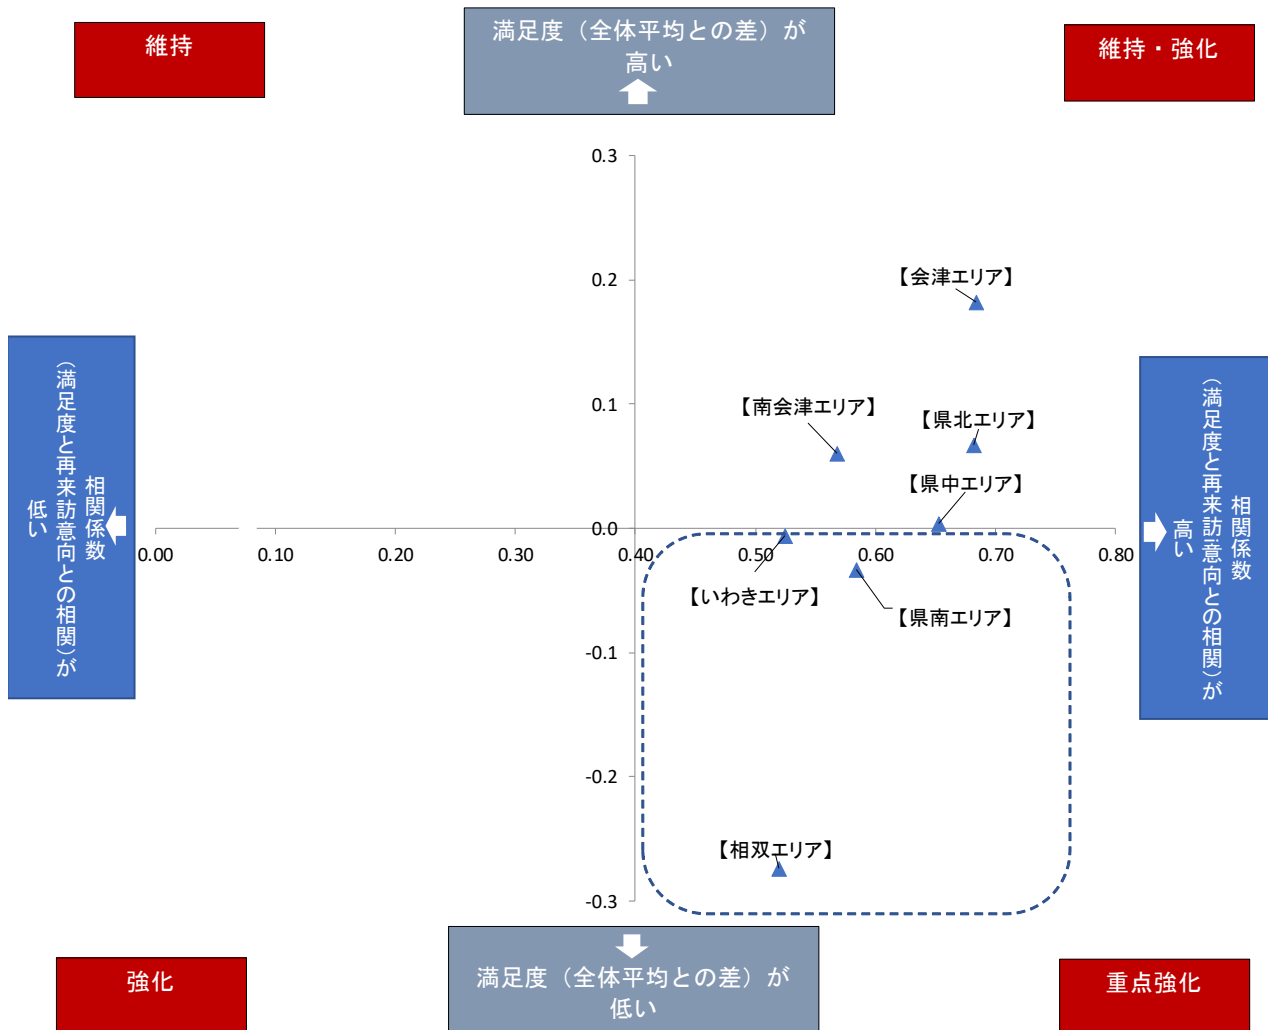 維持
満足度（全体平均との差）が
高い
維持・強化
0.3
0.2
0.1
0.0
-0.1
-0.2
-0.3
0.00
0.10
0.20
0.30
0.40
0.50
0.60
0.70
0.80
【会津エリア】
【南会津エリア】
【県北エリア】
【県中エリア】
【いわきエリア】
【県南エリア】
【相双エリア】
相関係数
（満足度と再来訪意向との相関）が
低い
相関係数
（満足度と再来訪意向との相関）が
高い
強化
満足度（全体平均との差）が
低い
重点強化